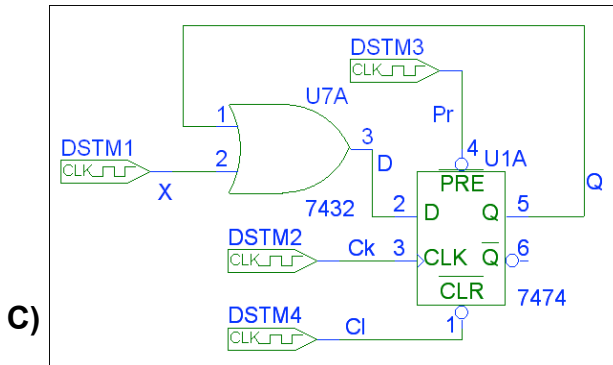 DSTM3
CLK
U7A
Pr
1
3
4
U1A
DSTM1
CLK
2
D
PRE
Q
X
7432
2
D
Q
5
DSTM2
CLK
Ck
3
CLK
Q
6
CLR
7474
C)
DSTM4
CLK
Cl
1